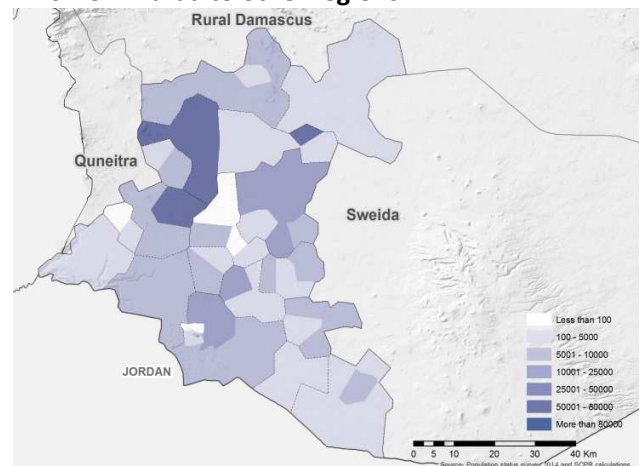 Rural Damascus
Quneitra
Sweida
Less than 100
100 - 5000
5001 - 10000
10001 - 25000
25001 - 50000
50001 - 80000
More than 80000
JORDAN
0 5 10 20 30 40 Km
Source: Population status survey 2014 and SCPR calculations